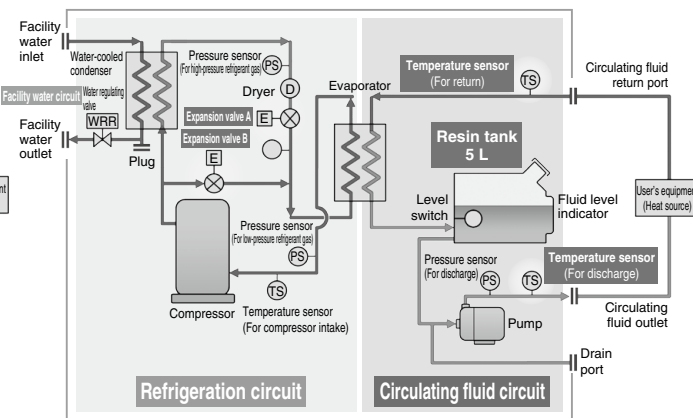 Facility
water
inlet
Water-cooled
condenser
Facility water circuit
Water regulating
valve
WRR
Facility
water
outlet
Plug
Pressure sensor
(For high-pressure refrigerant gas)
PS
Dryer
D
Expansion valve A
E
Expansion valve B
E
Evaporator
Pressure sensor
(For low-pressure refrigerant gas)
PS
TS
Temperature sensor
(For compressor intake)
Compressor
Refrigeration circuit
Temperature sensor
(For return)
TS
Circulating fluid
return port
Resin tank
5 L
Level
switch
Fluid level
indicator
User's equipment
(Heat source)
Pressure sensor
(For discharge)
PS
TS
Temperature sensor
(For discharge)
Circulating
fluid outlet
Pump
Drain
port
Circulating fluid circuit